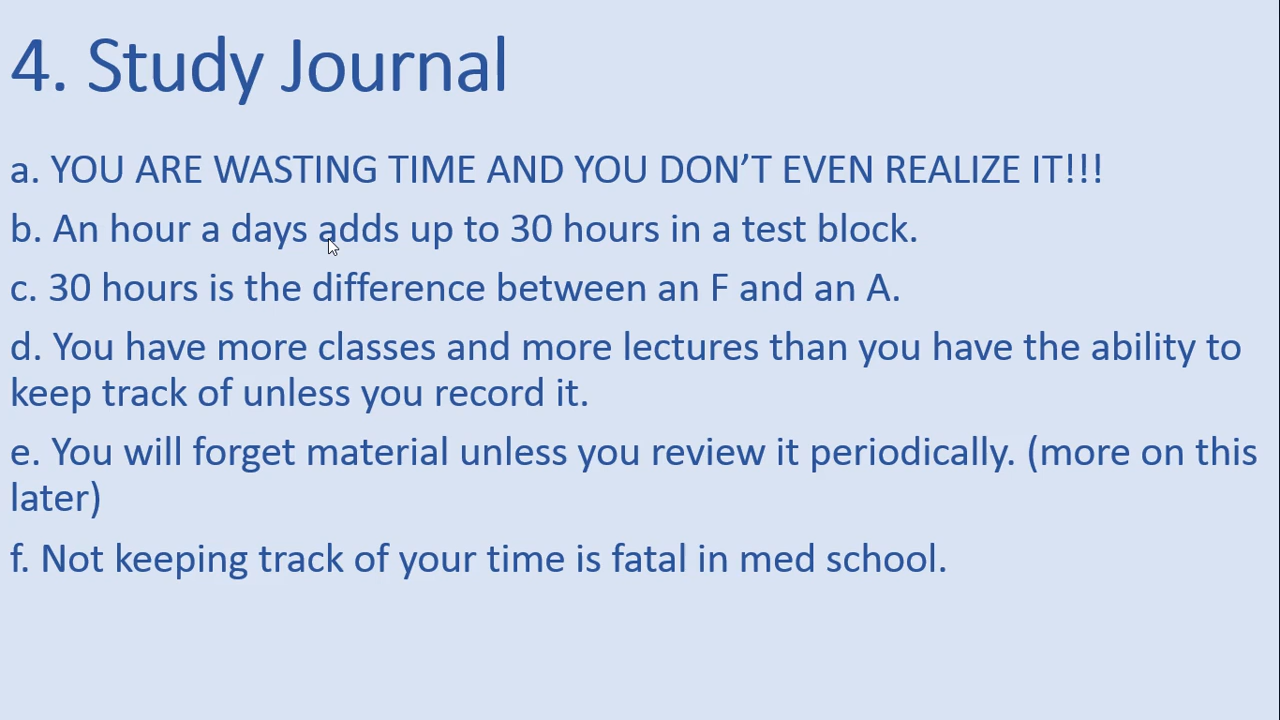 4. Study Journal
a. YOU ARE WASTING TIME AND YOU DON’T EVEN REALIZE IT!!!
b. An hour a days adds up to 30 hours in a test block.
c. 30 hours is the difference between an F and an A.
d. You have more classes and more lectures than you have the ability to
keep track of unless you record it.
e. You will forget material unless you review it periodically. (more on this
later)
f. Not keeping track of your time is fatal in med school.